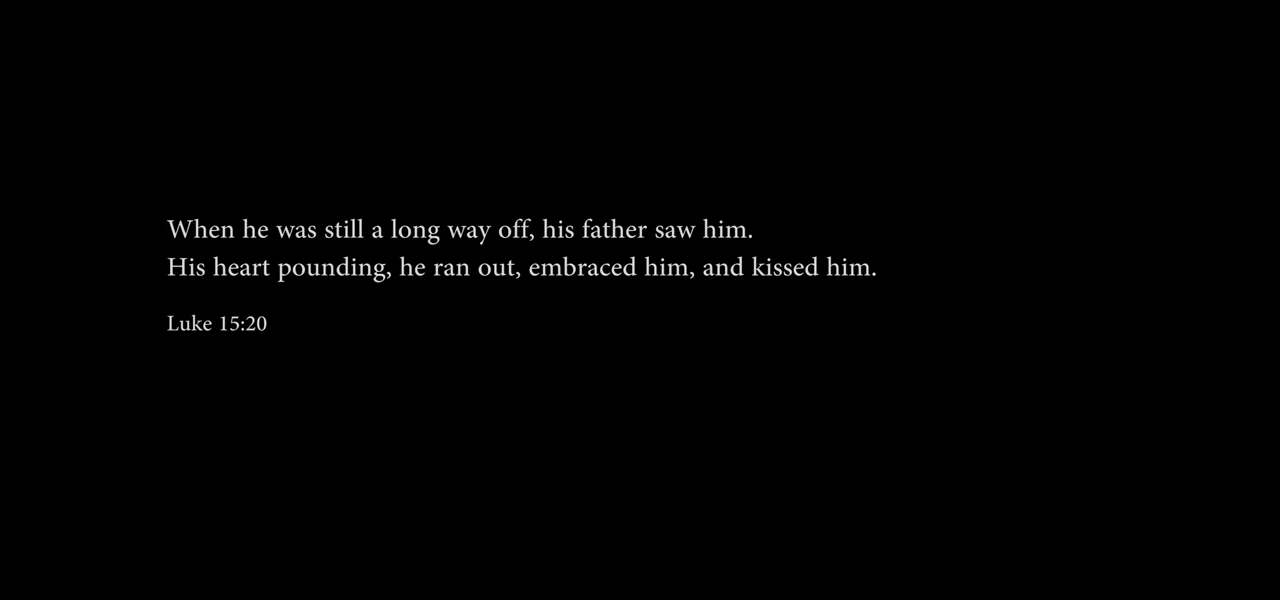 When he was still a long way off, his father saw him.
His heart pounding, he ran out, embraced him, and kissed him.
Luke 15:20